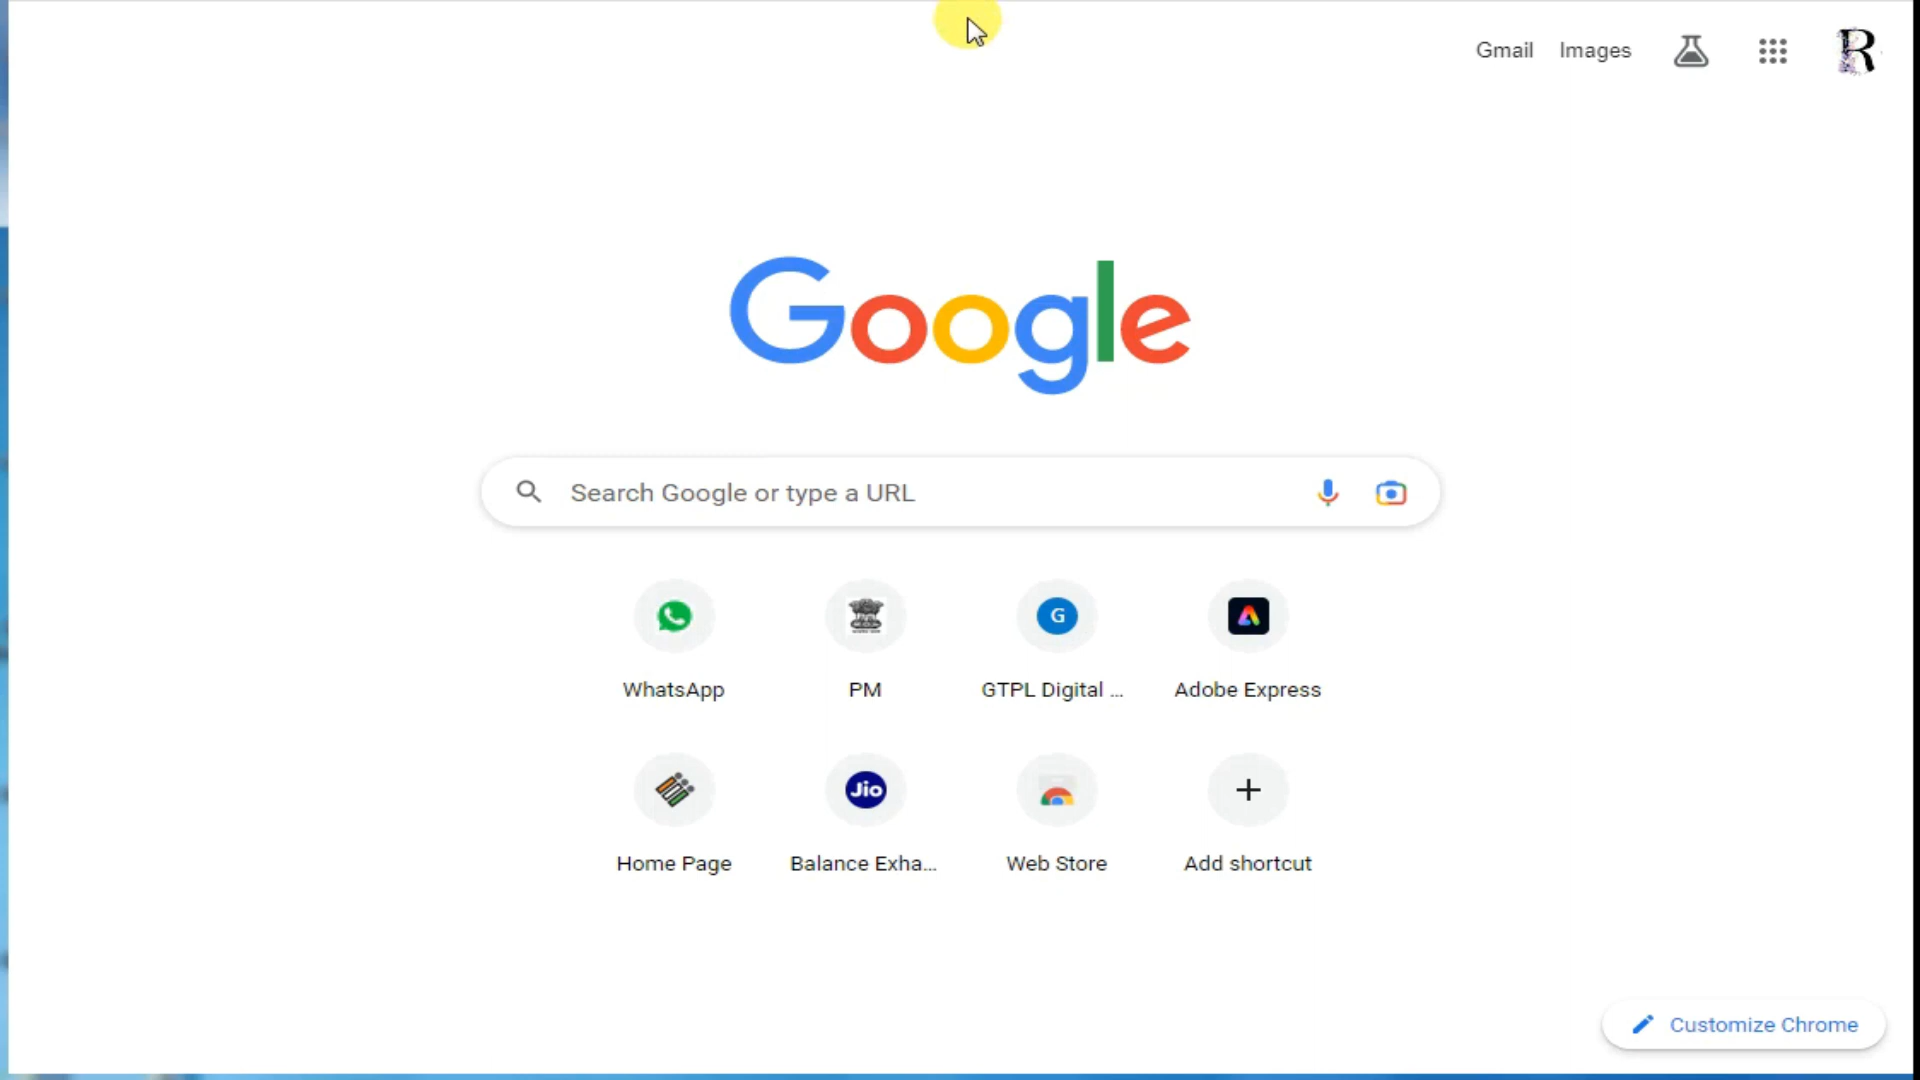 Gmail Images
R
Google
Search Google or type a URL
G
WhatsApp PM GTPL Digital ... Adobe Express
Jio
Home Page Balance Exha... Web Store Add shortcut
Customize Chrome